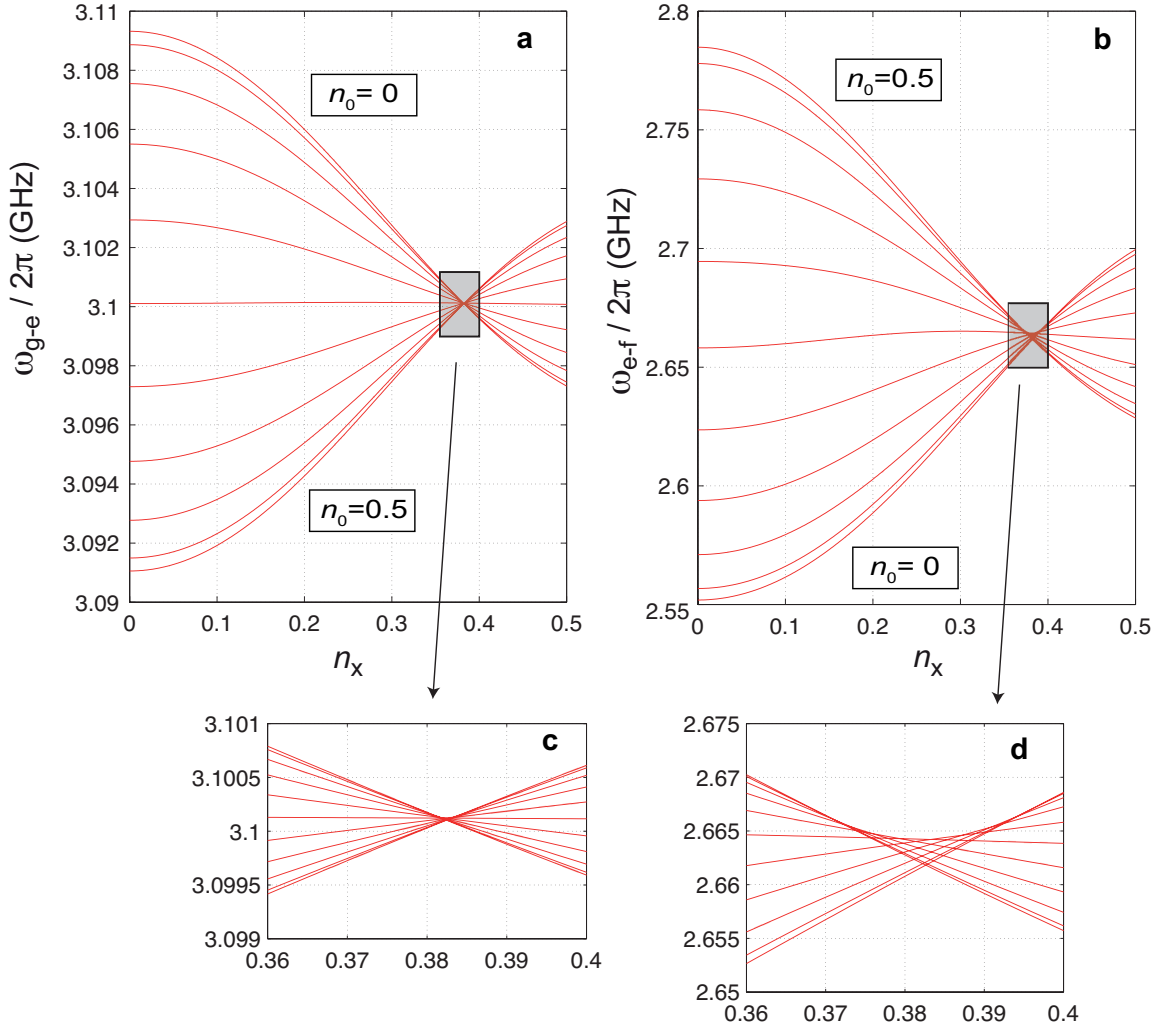 a
3.11
3.108
3.106
3.104
3.102
3.1
3.098
3.096
3.094
3.092
3.09
ω_g-e / 2π (GHz)
n_0 = 0
n_0=0.5
0 0.1 0.2 0.3 0.4 0.5
n_x
b
2.8
2.75
2.7
2.65
2.6
2.55
ω_e-f / 2π (GHz)
n_0=0.5
n_0= 0
0 0.1 0.2 0.3 0.4 0.5
n_x
c
3.101
3.1005
3.1
3.0995
3.099
0.36 0.37 0.38 0.39 0.4
d
2.675
2.67
2.665
2.66
2.655
2.65
0.36 0.37 0.38 0.39 0.4